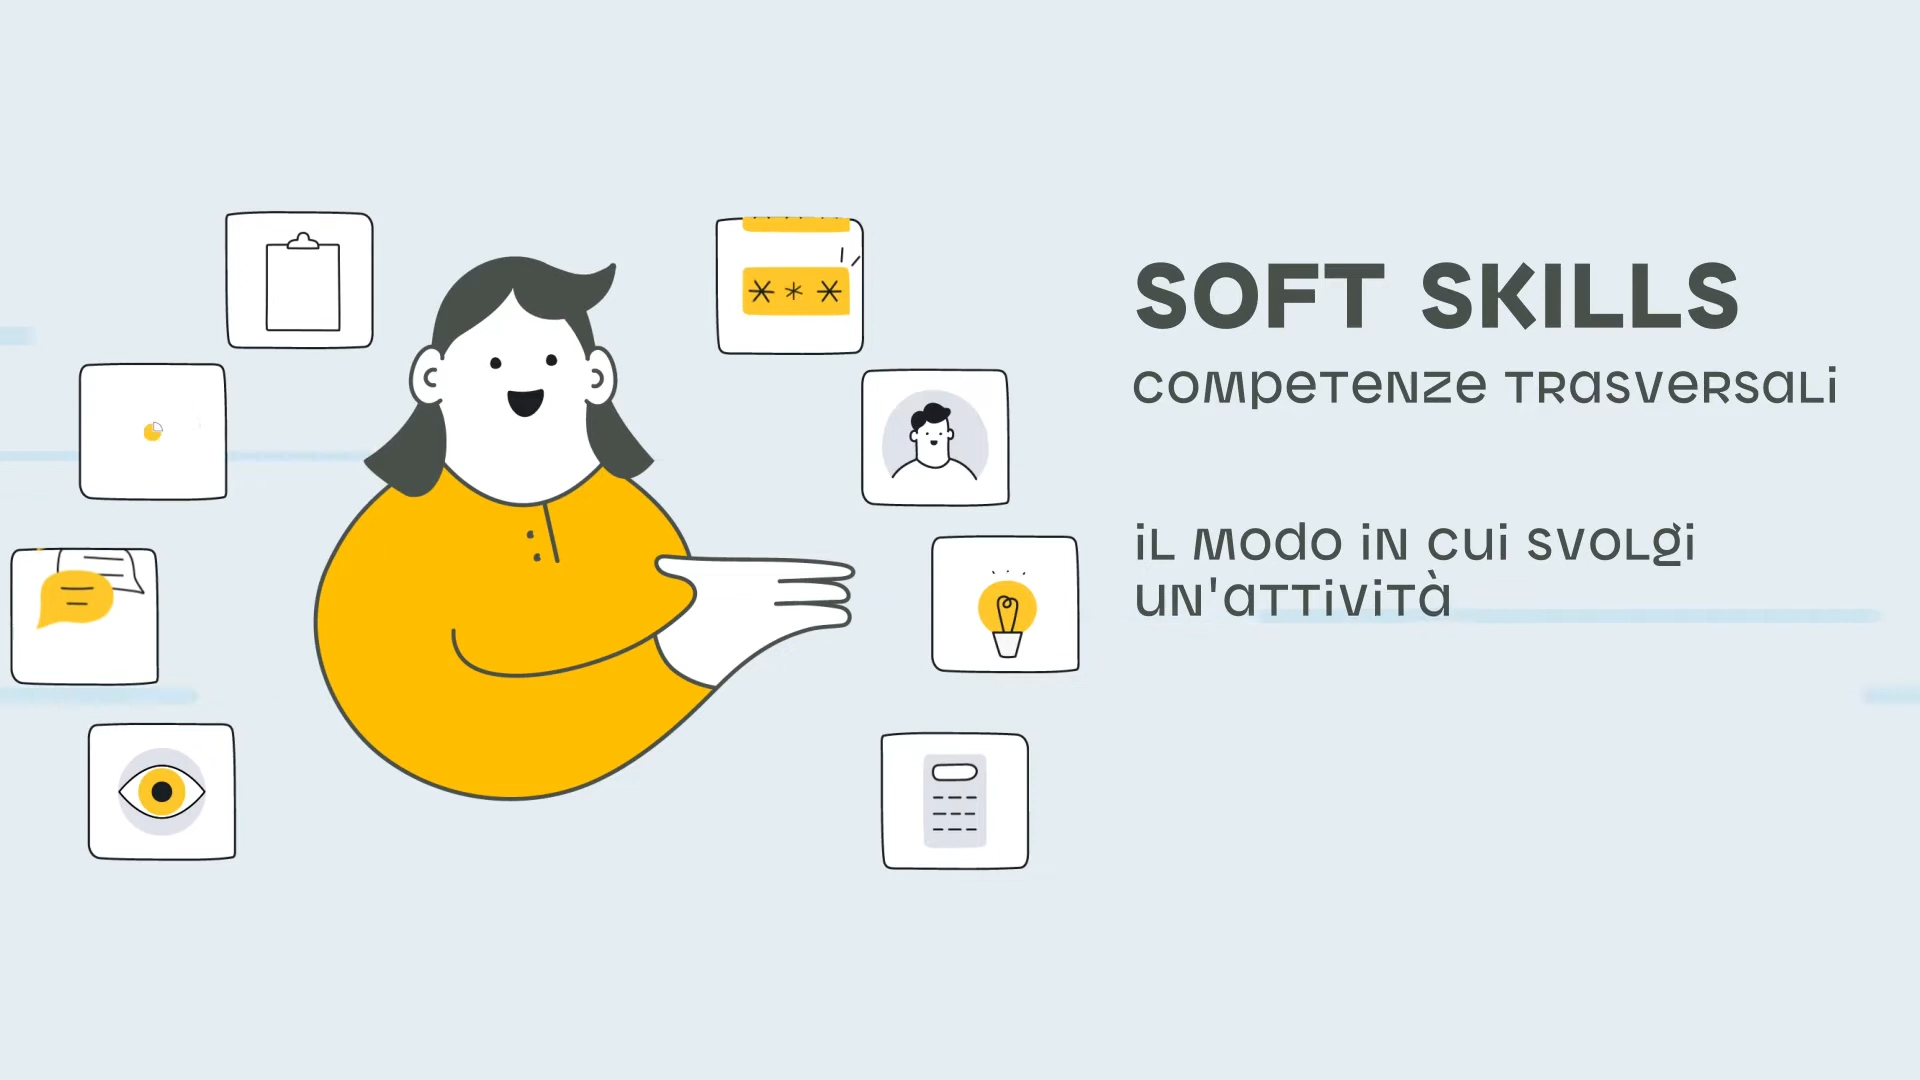 SOFT SKILLS
competenze trasversali
il modo in cui svolgi
un'attività